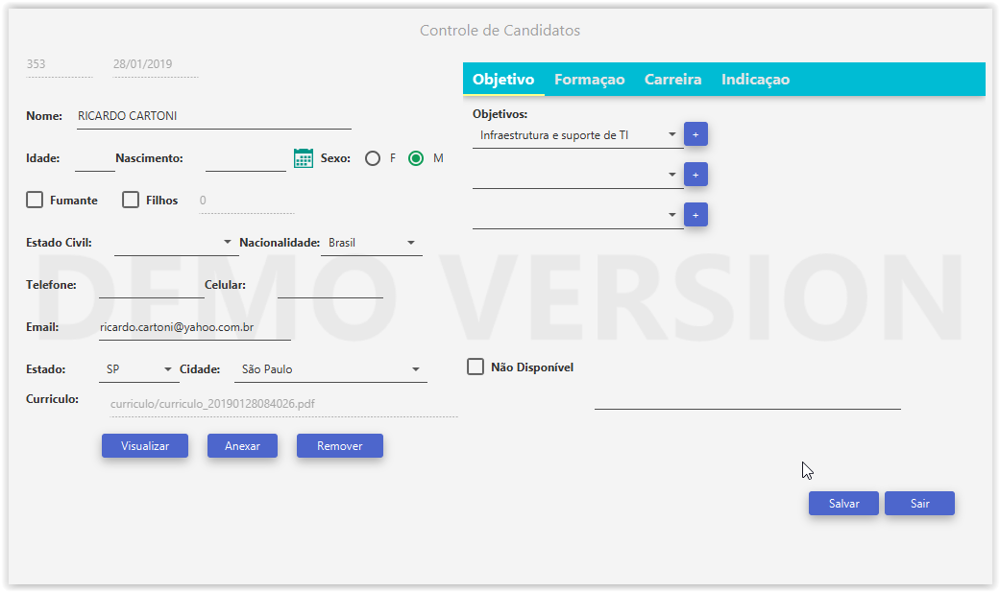 Controle de Candidatos
353 28/01/2019
Nome: RICARDO CARTONI
Idade: Nascimento: Sexo: F M
Fumante Filhos 0
Estado Civil: Nacionalidade: Brasil
Telefone: Celular:
Email: ricardo.cartoni@yahoo.com.br
Estado: SP Cidade: São Paulo
Curriculo: curriculo/curriculo_20190128084026.pdf
Visualizar Anexar Remover
Objetivo Formaçao Carreira Indicaçao
Objetivos:
Infraestrutura e suporte de TI +
+
+
Não Disponível
Salvar Sair
DEMO VERSION